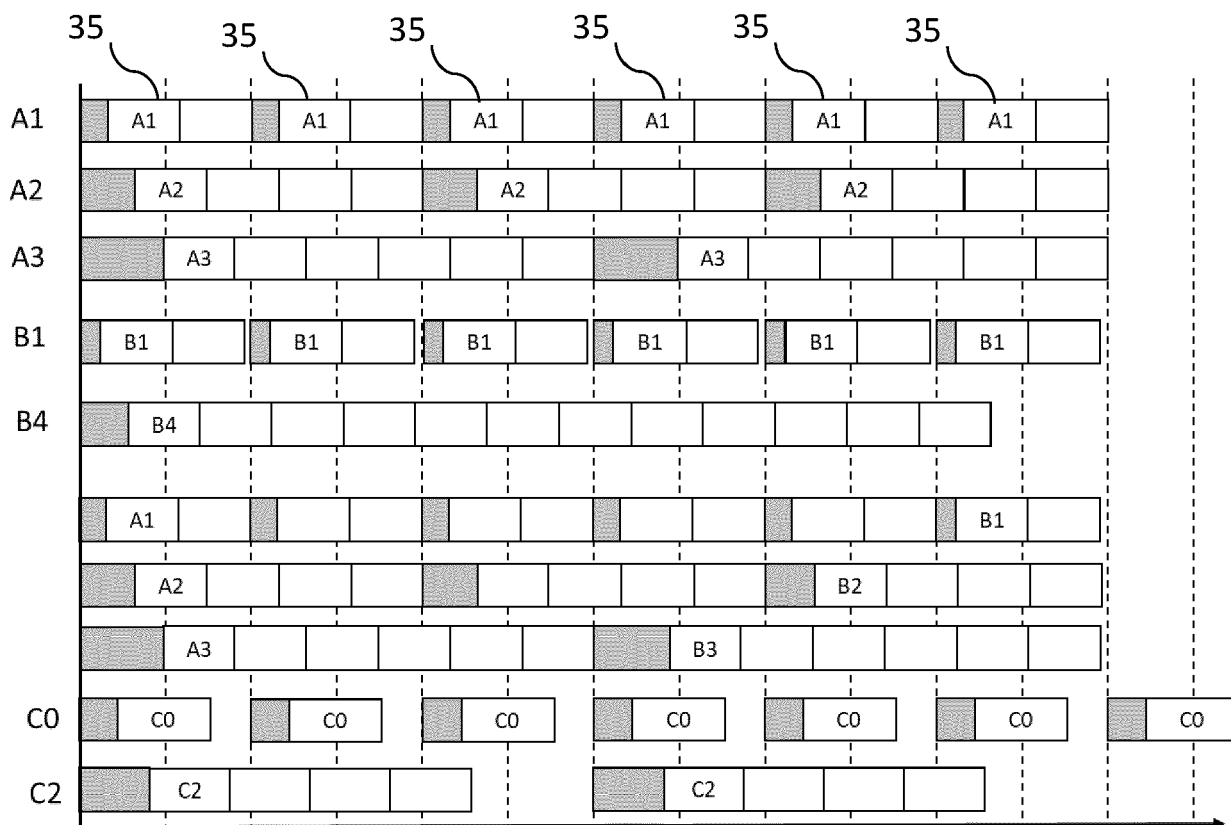 35 35 35 35 35 35
A1 A1 A1 A1 A1 A1 A1
A2 A2 A2 A2
A3 A3 A3
B1 B1 B1 B1 B1 B1 B1
B4 B4
A1 B1
A2 B2
A3 B3
C0 C0 C0 C0 C0 C0 C0 C0
C2 C2 C2